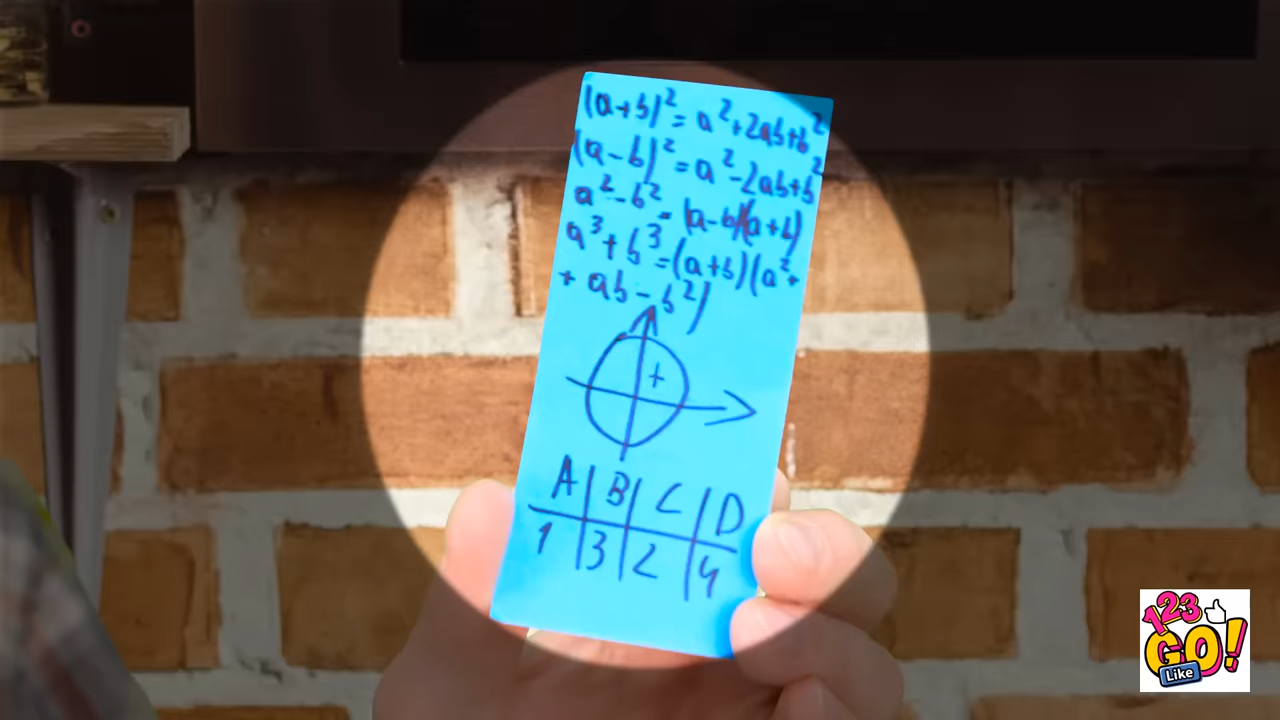 (a+b)² = a²+2ab+b²
(a-b)² = a²-2ab+b²
a²-b² = (a-b)(a+b)
a³+b³=(a+b)(a²+
+ab-b²)
+
A | B | C | D
1 | 3 | 2 | 4
123
GO!
Like